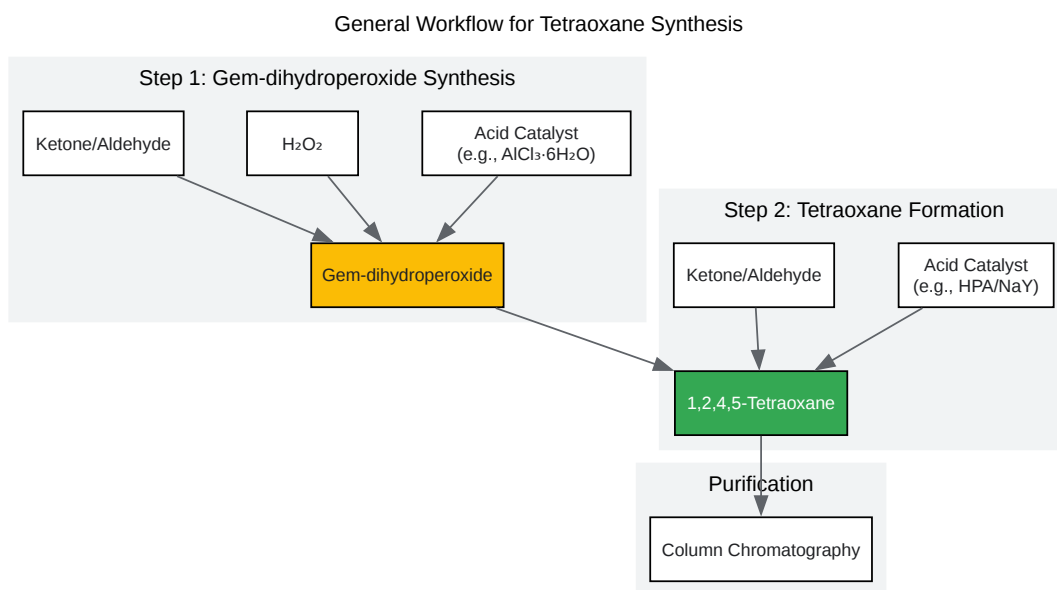 General Workflow for Tetraoxane Synthesis
Step 1: Gem-dihydroperoxide Synthesis
Ketone/Aldehyde
H₂O₂
Acid Catalyst
(e.g., AlCl₃·6H₂O)
Gem-dihydroperoxide
Step 2: Tetraoxane Formation
Ketone/Aldehyde
Acid Catalyst
(e.g., HPA/NaY)
1,2,4,5-Tetraoxane
Purification
Column Chromatography